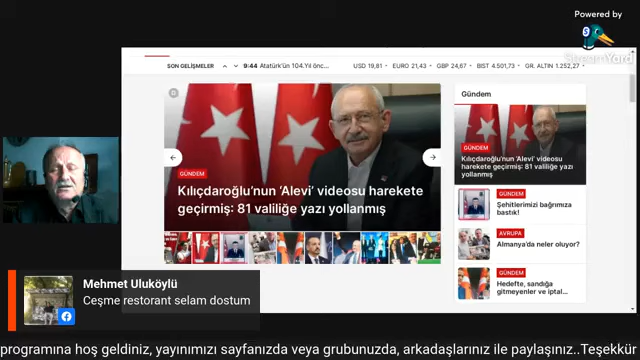 Powered by
StreamYard
SON GELİŞMELER
9:44 Atatürk'ün 104.Yıl önc...
USD 19,81
EURO 21,43
GBP 24,67
BIST 4.501,73
GR. ALTIN 1.252,27
GÜNDEM
Kılıçdaroğlu'nun 'Alevi' videosu harekete
geçirmiş: 81 valiliğe yazı yollanmış
Gündem
GÜNDEM
Kılıçdaroğlu'nun 'Alevi' videosu
harekete geçirmiş: 81 valiliğe yazı
yollanmış
GÜNDEM
Şehitlerimizi bağrımıza
bastık!
AVRUPA
Almanya'da neler oluyor?
GÜNDEM
Hedefte, sandığa
gitmeyenler ve iptal...
Mehmet Uluköylü
Ceşme restorant selam dostum
programına hoş geldiniz, yayınımızı sayfanızda veya grubunuzda, arkadaşlarınız ile paylaşınız..Teşekkür